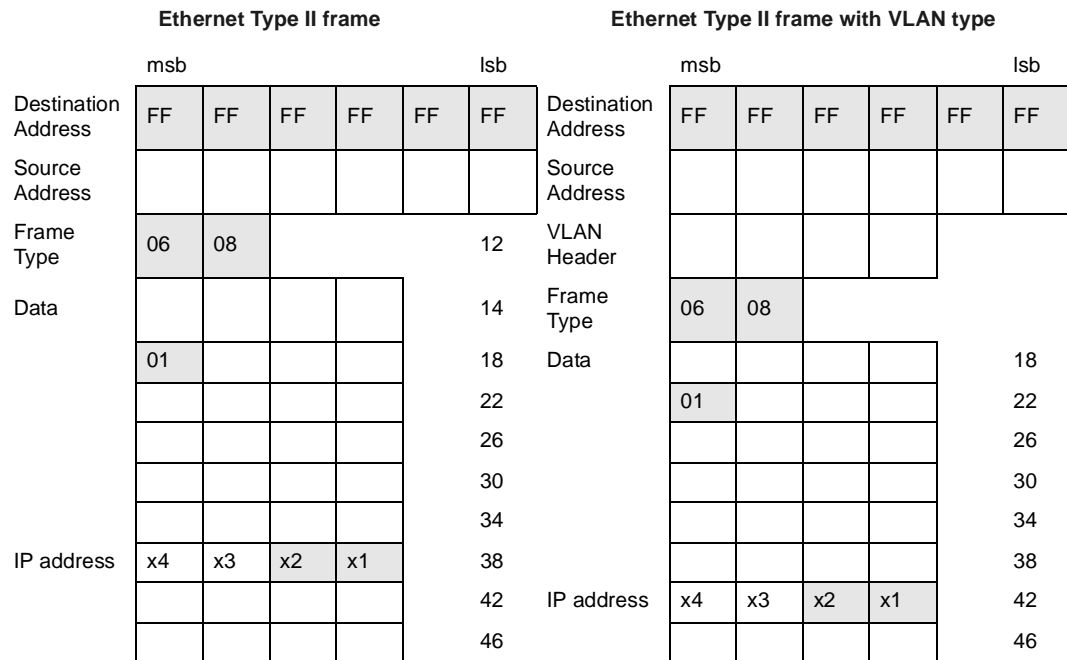 Ethernet Type II frame
msb lsb
Destination Address FF FF FF FF FF FF
Source Address
Frame Type 06 08 12
Data 14
01 18
22
26
30
34
IP address x4 x3 x2 x1 38
42
46
Ethernet Type II frame with VLAN type
msb lsb
Destination Address FF FF FF FF FF FF
Source Address
VLAN Header
Frame Type 06 08
Data 18
01 22
26
30
34
38
IP address x4 x3 x2 x1 42
46